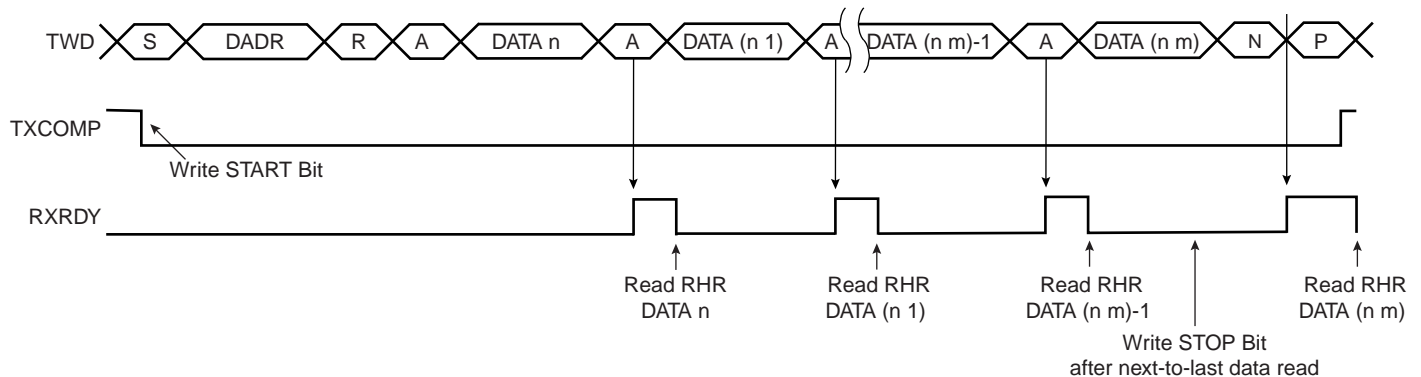 TWD S DADR R A DATA n A DATA (n 1) A DATA (n m)-1 A DATA (n m) N P
TXCOMP
Write START Bit
RXRDY
Read RHR
DATA n
Read RHR
DATA (n 1)
Read RHR
DATA (n m)-1
Read RHR
DATA (n m)
Write STOP Bit
after next-to-last data read